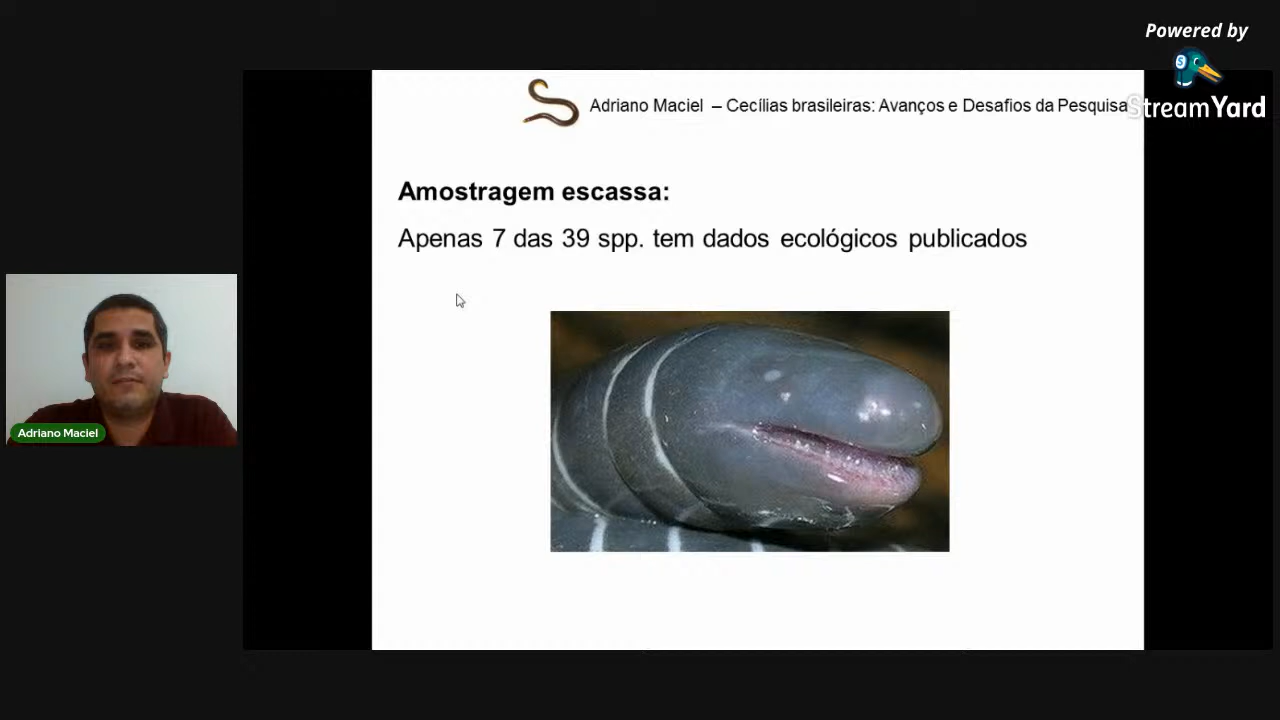 Powered by
StreamYard
Adriano Maciel – Cecílias brasileiras: Avanços e Desafios da Pesquisa
Amostragem escassa:
Apenas 7 das 39 spp. tem dados ecológicos publicados
Adriano Maciel